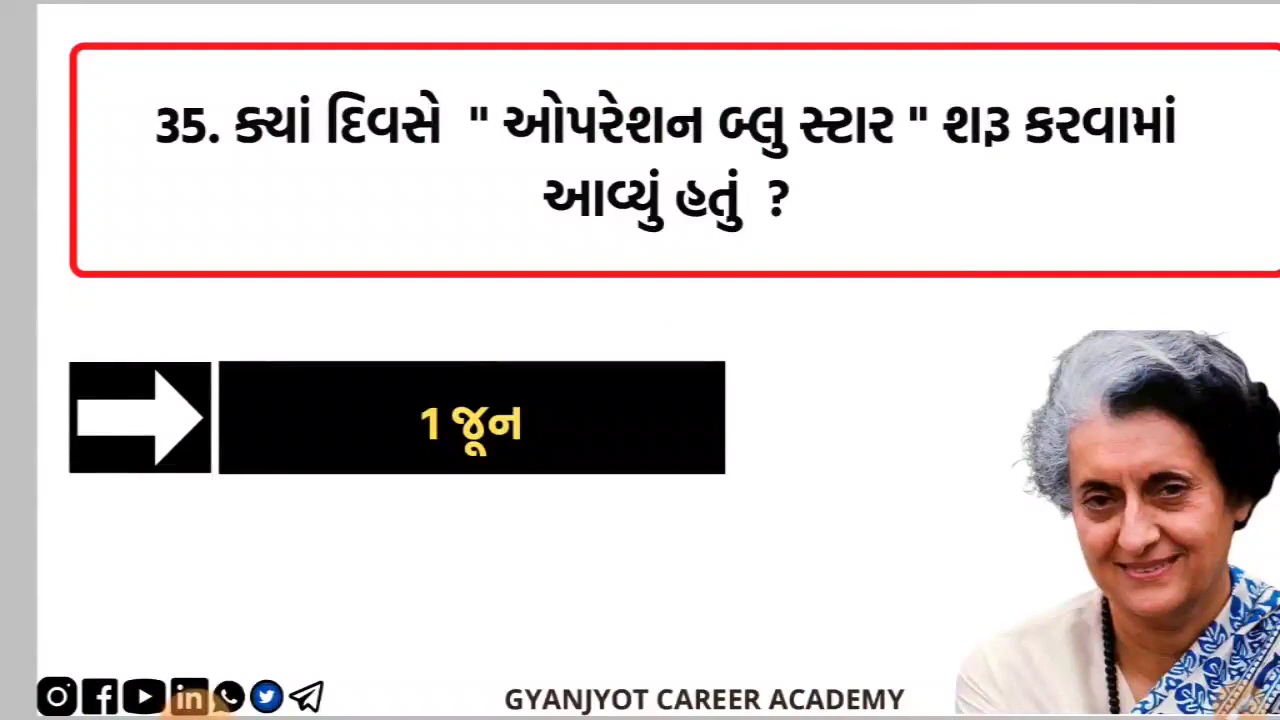 35. ક્યાં દિવસે " ઓપરેશન બ્લુ સ્ટાર " શરૂ કરવામાં
આવ્યું હતું ?
1 જૂન
GYANJYOT CAREER ACADEMY